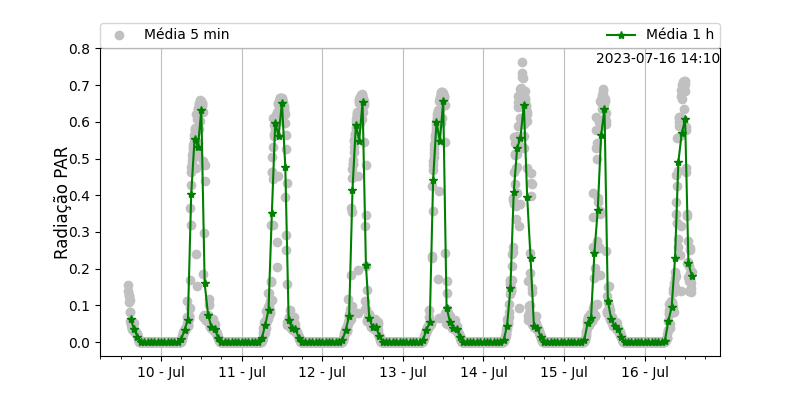 Média 5 min
Média 1 h
2023-07-16 14:10
Radiação PAR
0.8
0.7
0.6
0.5
0.4
0.3
0.2
0.1
0.0
10 - Jul
11 - Jul
12 - Jul
13 - Jul
14 - Jul
15 - Jul
16 - Jul